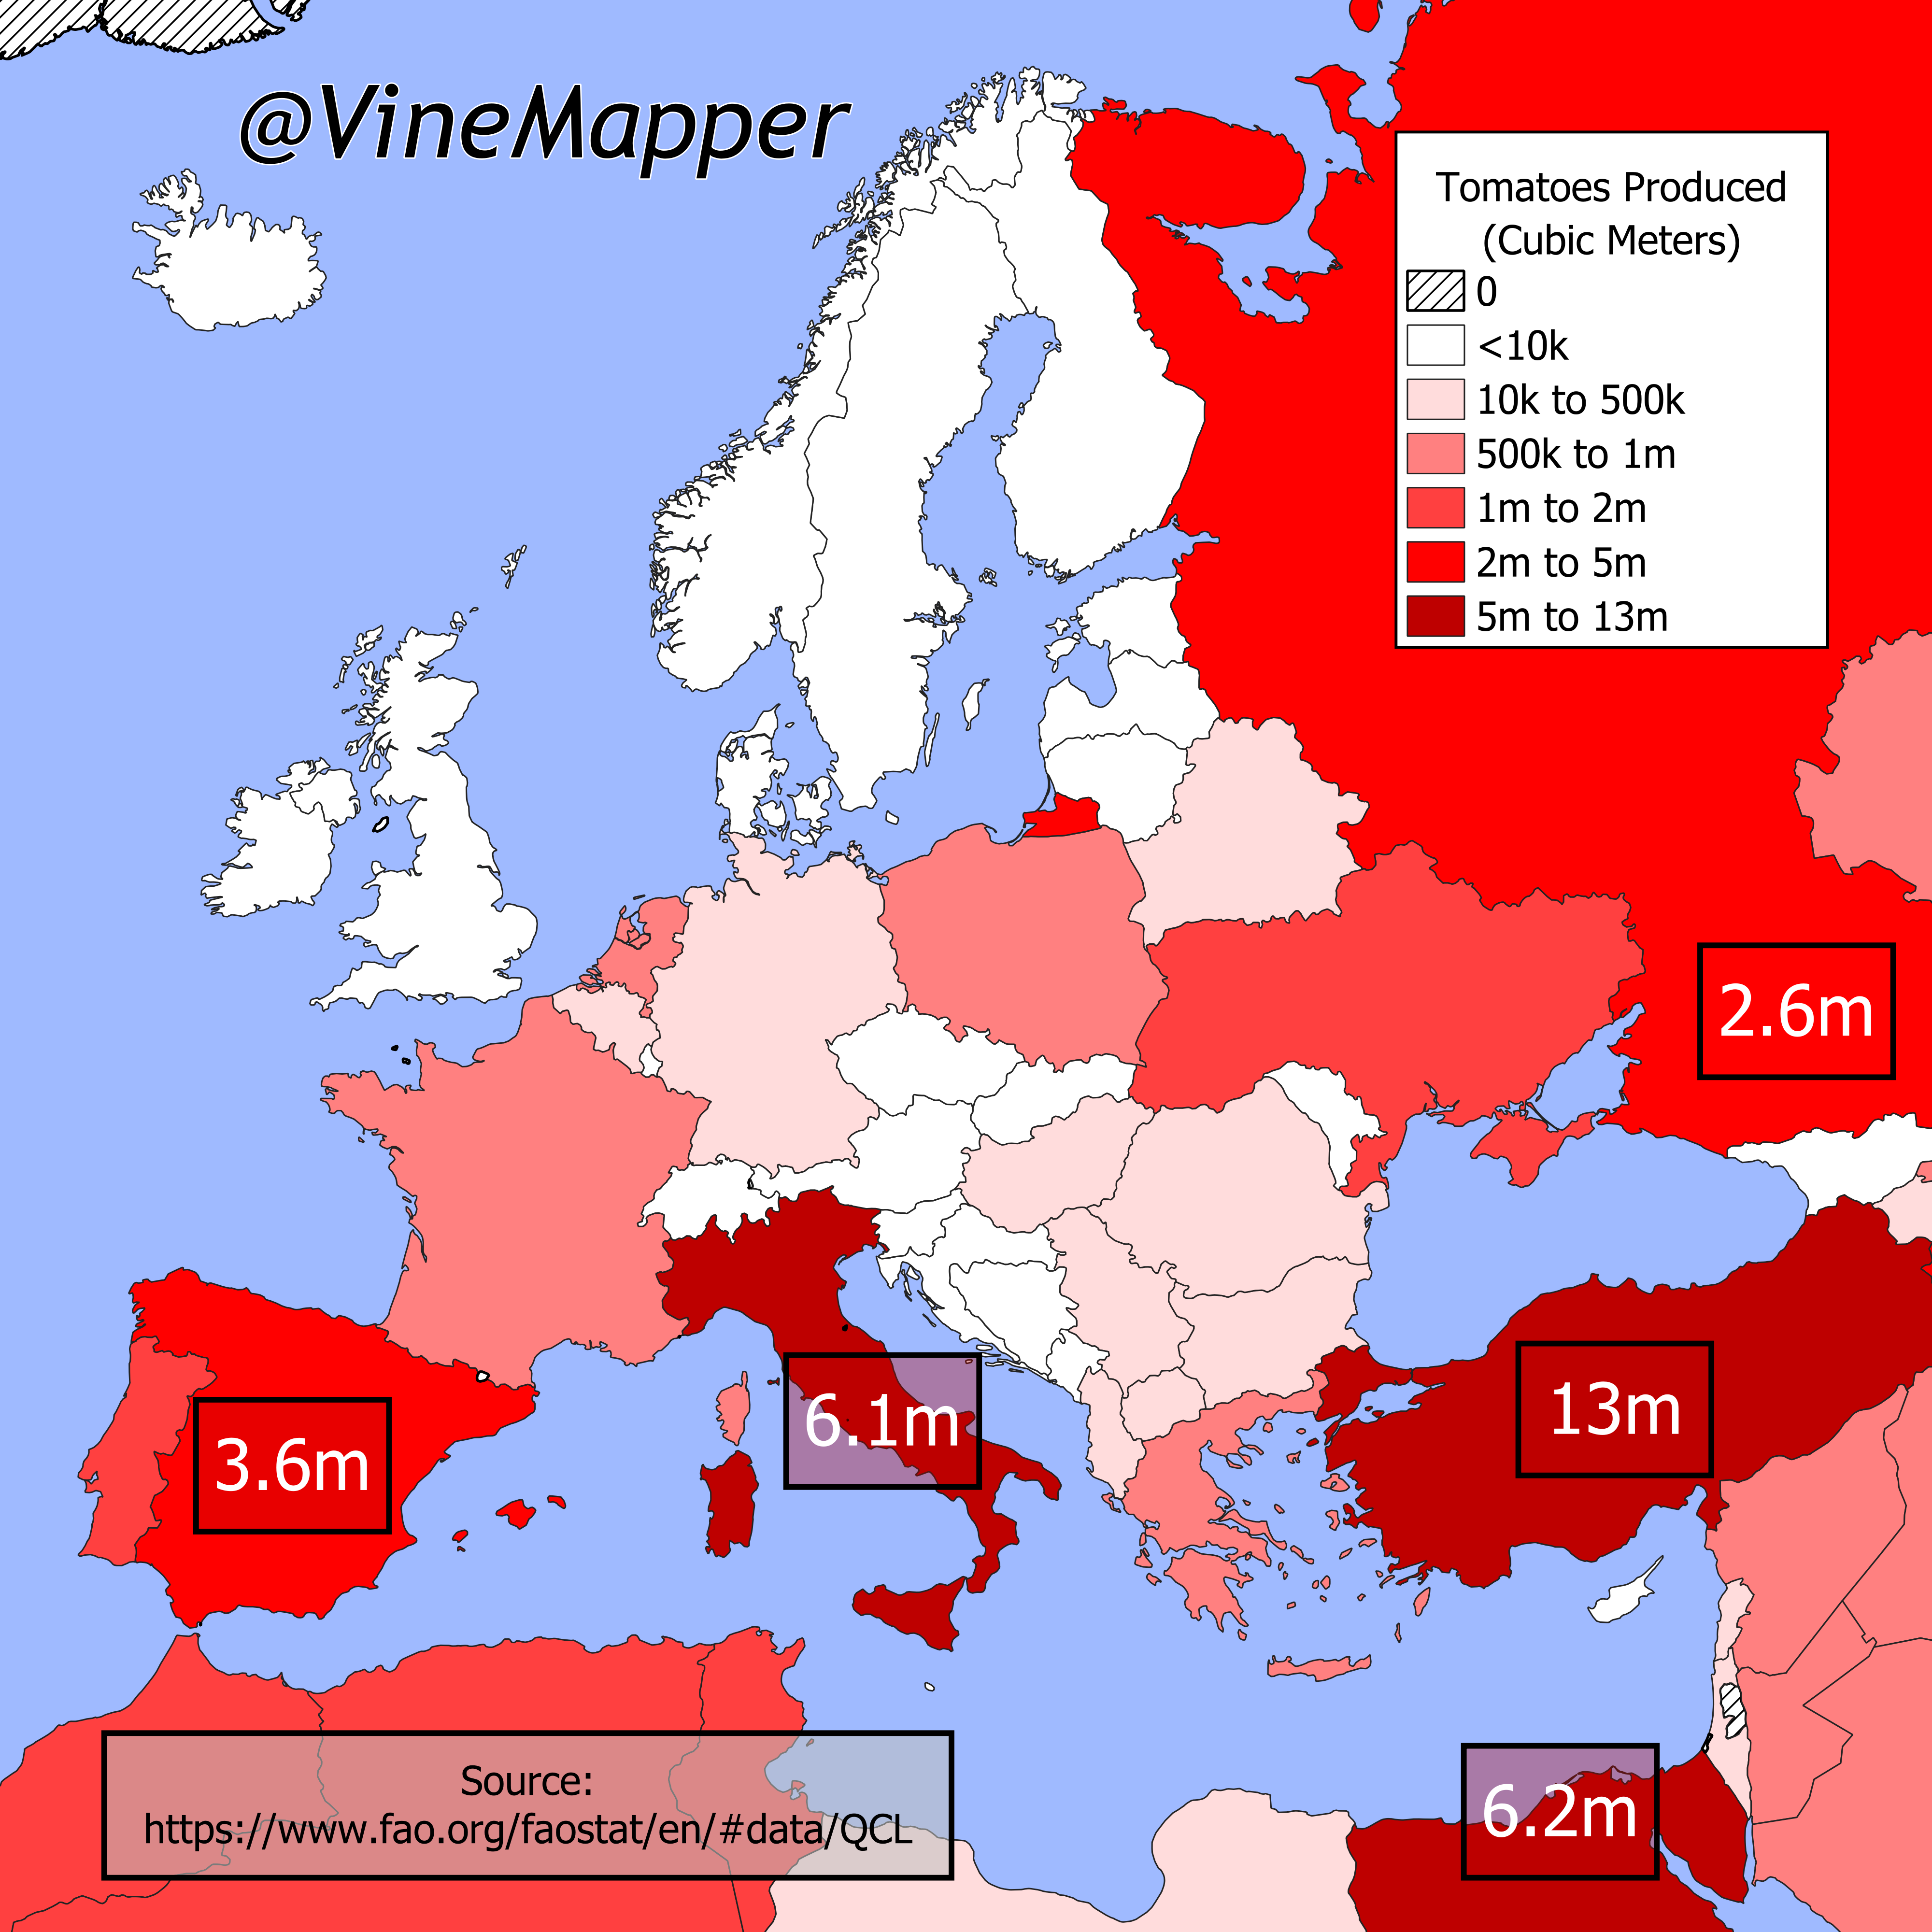 @VineMapper
Tomatoes Produced
(Cubic Meters)
0
<10k
10k to 500k
500k to 1m
1m to 2m
2m to 5m
5m to 13m
2.6m
13m
6.1m
3.6m
6.2m
Source:
https://www.fao.org/faostat/en/#data/QCL